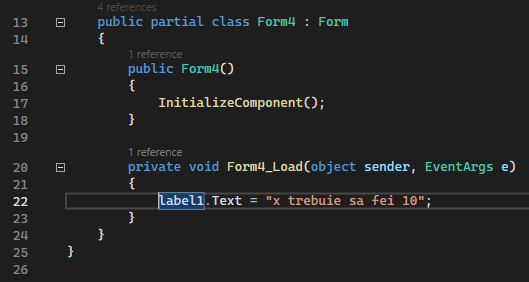 4 references
13 public partial class Form4 : Form
14 {
1 reference
15 public Form4()
16 {
17 InitializeComponent();
18 }
19
1 reference
20 private void Form4_Load(object sender, EventArgs e)
21 {
22 label1.Text = "x trebuie sa fei 10";
23 }
24 }
25 }
26